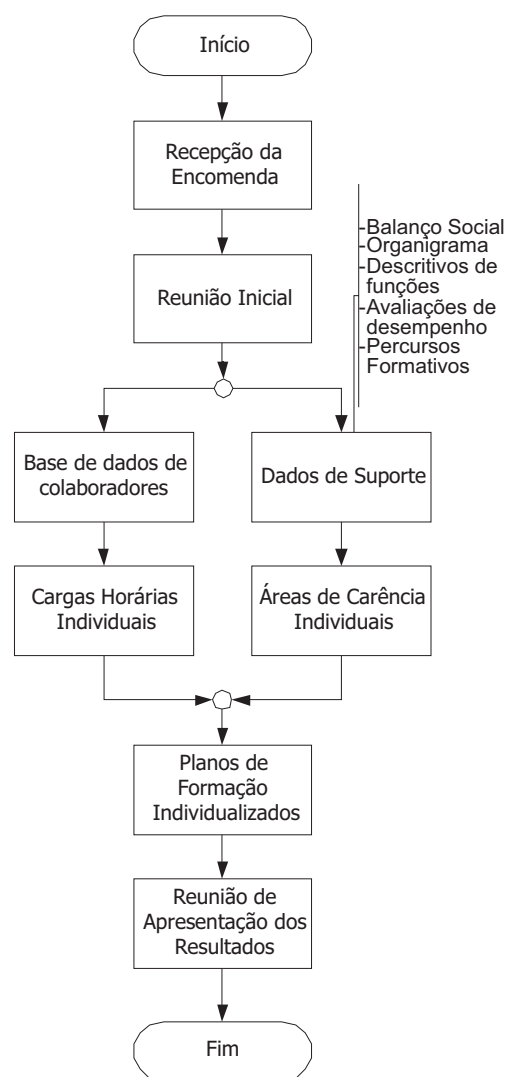 Início
Recepção da
Encomenda
Reunião Inicial
-Balanço Social
-Organigrama
-Descritivos de
funções
-Avaliações de
desempenho
-Percursos
Formativos
Base de dados de
colaboradores
Dados de Suporte
Cargas Horárias
Individuais
Áreas de Carência
Individuais
Planos de
Formação
Individualizados
Reunião de
Apresentação dos
Resultados
Fim